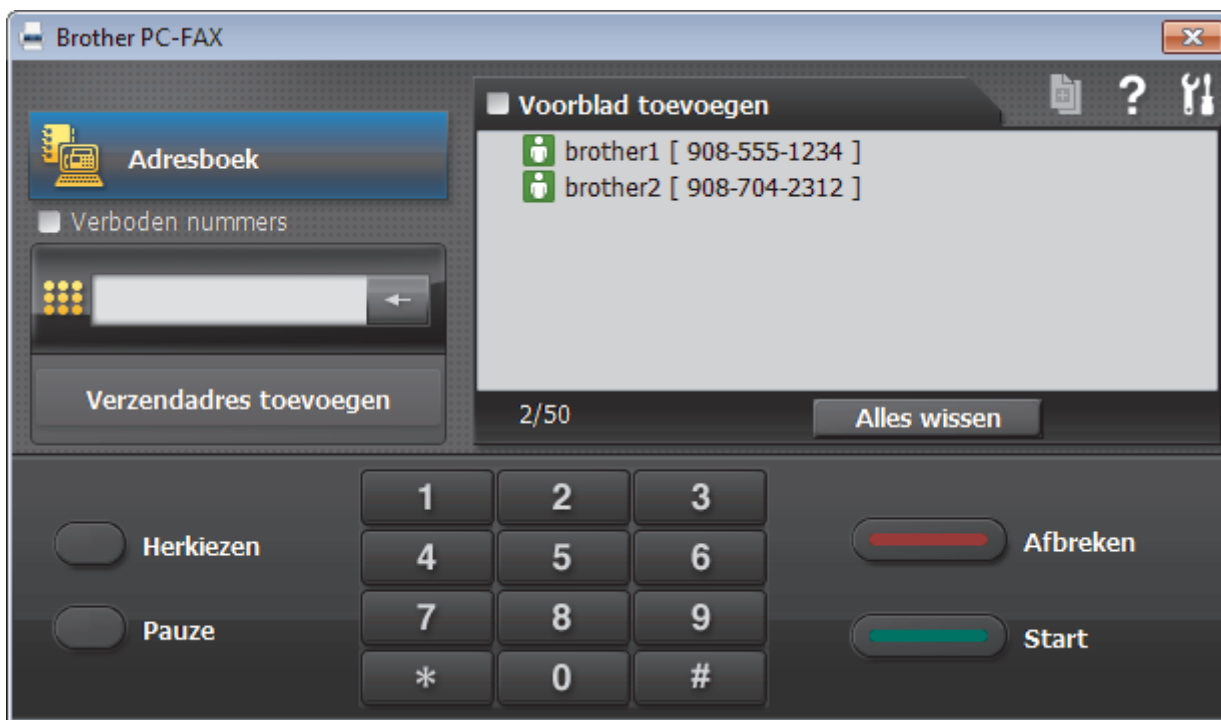 Brother PC-FAX
Adresboek
Verboden nummers
Verzendadres toevoegen
Voorblad toevoegen
?
brother1 [ 908-555-1234 ]
brother2 [ 908-704-2312 ]
2/50
Alles wissen
Herkiezen
Pauze
1 2 3
4 5 6
7 8 9
* 0 #
Afbreken
Start